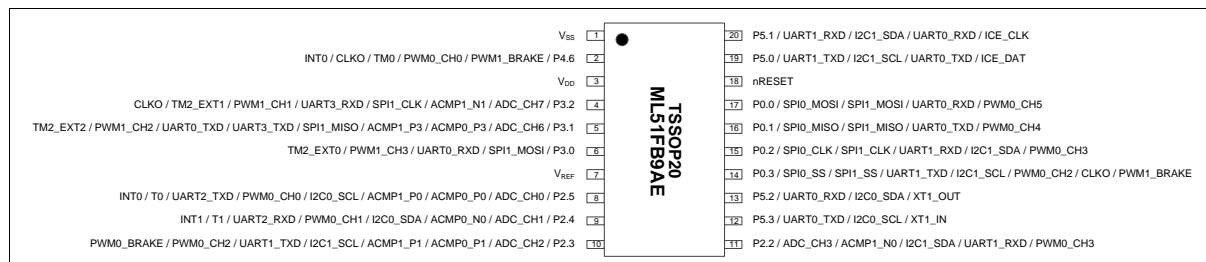 VSS 1
INT0 / CLKO / TM0 / PWM0_CH0 / PWM1_BRAKE / P4.6 2
VDD 3
CLKO / TM2_EXT1 / PWM1_CH1 / UART3_RXD / SPI1_CLK / ACMP1_N1 / ADC_CH7 / P3.2 4
TM2_EXT2 / PWM1_CH2 / UART0_TXD / UART3_TXD / SPI1_MISO / ACMP1_P3 / ACMP0_P3 / ADC_CH6 / P3.1 5
TM2_EXT0 / PWM1_CH3 / UART0_RXD / SPI1_MOSI / P3.0 6
VREF 7
INT0 / T0 / UART2_TXD / PWM0_CH0 / I2C0_SCL / ACMP1_P0 / ACMP0_P0 / ADC_CH0 / P2.5 8
INT1 / T1 / UART2_RXD / PWM0_CH1 / I2C0_SDA / ACMP0_N0 / ADC_CH1 / P2.4 9
PWM0_BRAKE / PWM0_CH2 / UART1_TXD / I2C1_SCL / ACMP1_P1 / ACMP0_P1 / ADC_CH2 / P2.3 10
TSSOP20
ML51FB9AE
20 P5.1 / UART1_RXD / I2C1_SDA / UART0_RXD / ICE_CLK
19 P5.0 / UART1_TXD / I2C1_SCL / UART0_TXD / ICE_DAT
18 nRESET
17 P0.0 / SPI0_MOSI / SPI1_MOSI / UART0_RXD / PWM0_CH5
16 P0.1 / SPI0_MISO / SPI1_MISO / UART0_TXD / PWM0_CH4
15 P0.2 / SPI0_CLK / SPI1_CLK / UART1_RXD / I2C1_SDA / PWM0_CH3
14 P0.3 / SPI0_SS / SPI1_SS / UART1_TXD / I2C1_SCL / PWM0_CH2 / CLKO / PWM1_BRAKE
13 P5.2 / UART0_RXD / I2C0_SDA / XT1_OUT
12 P5.3 / UART0_TXD / I2C0_SCL / XT1_IN
11 P2.2 / ADC_CH3 / ACMP1_N0 / I2C1_SDA / UART1_RXD / PWM0_CH3